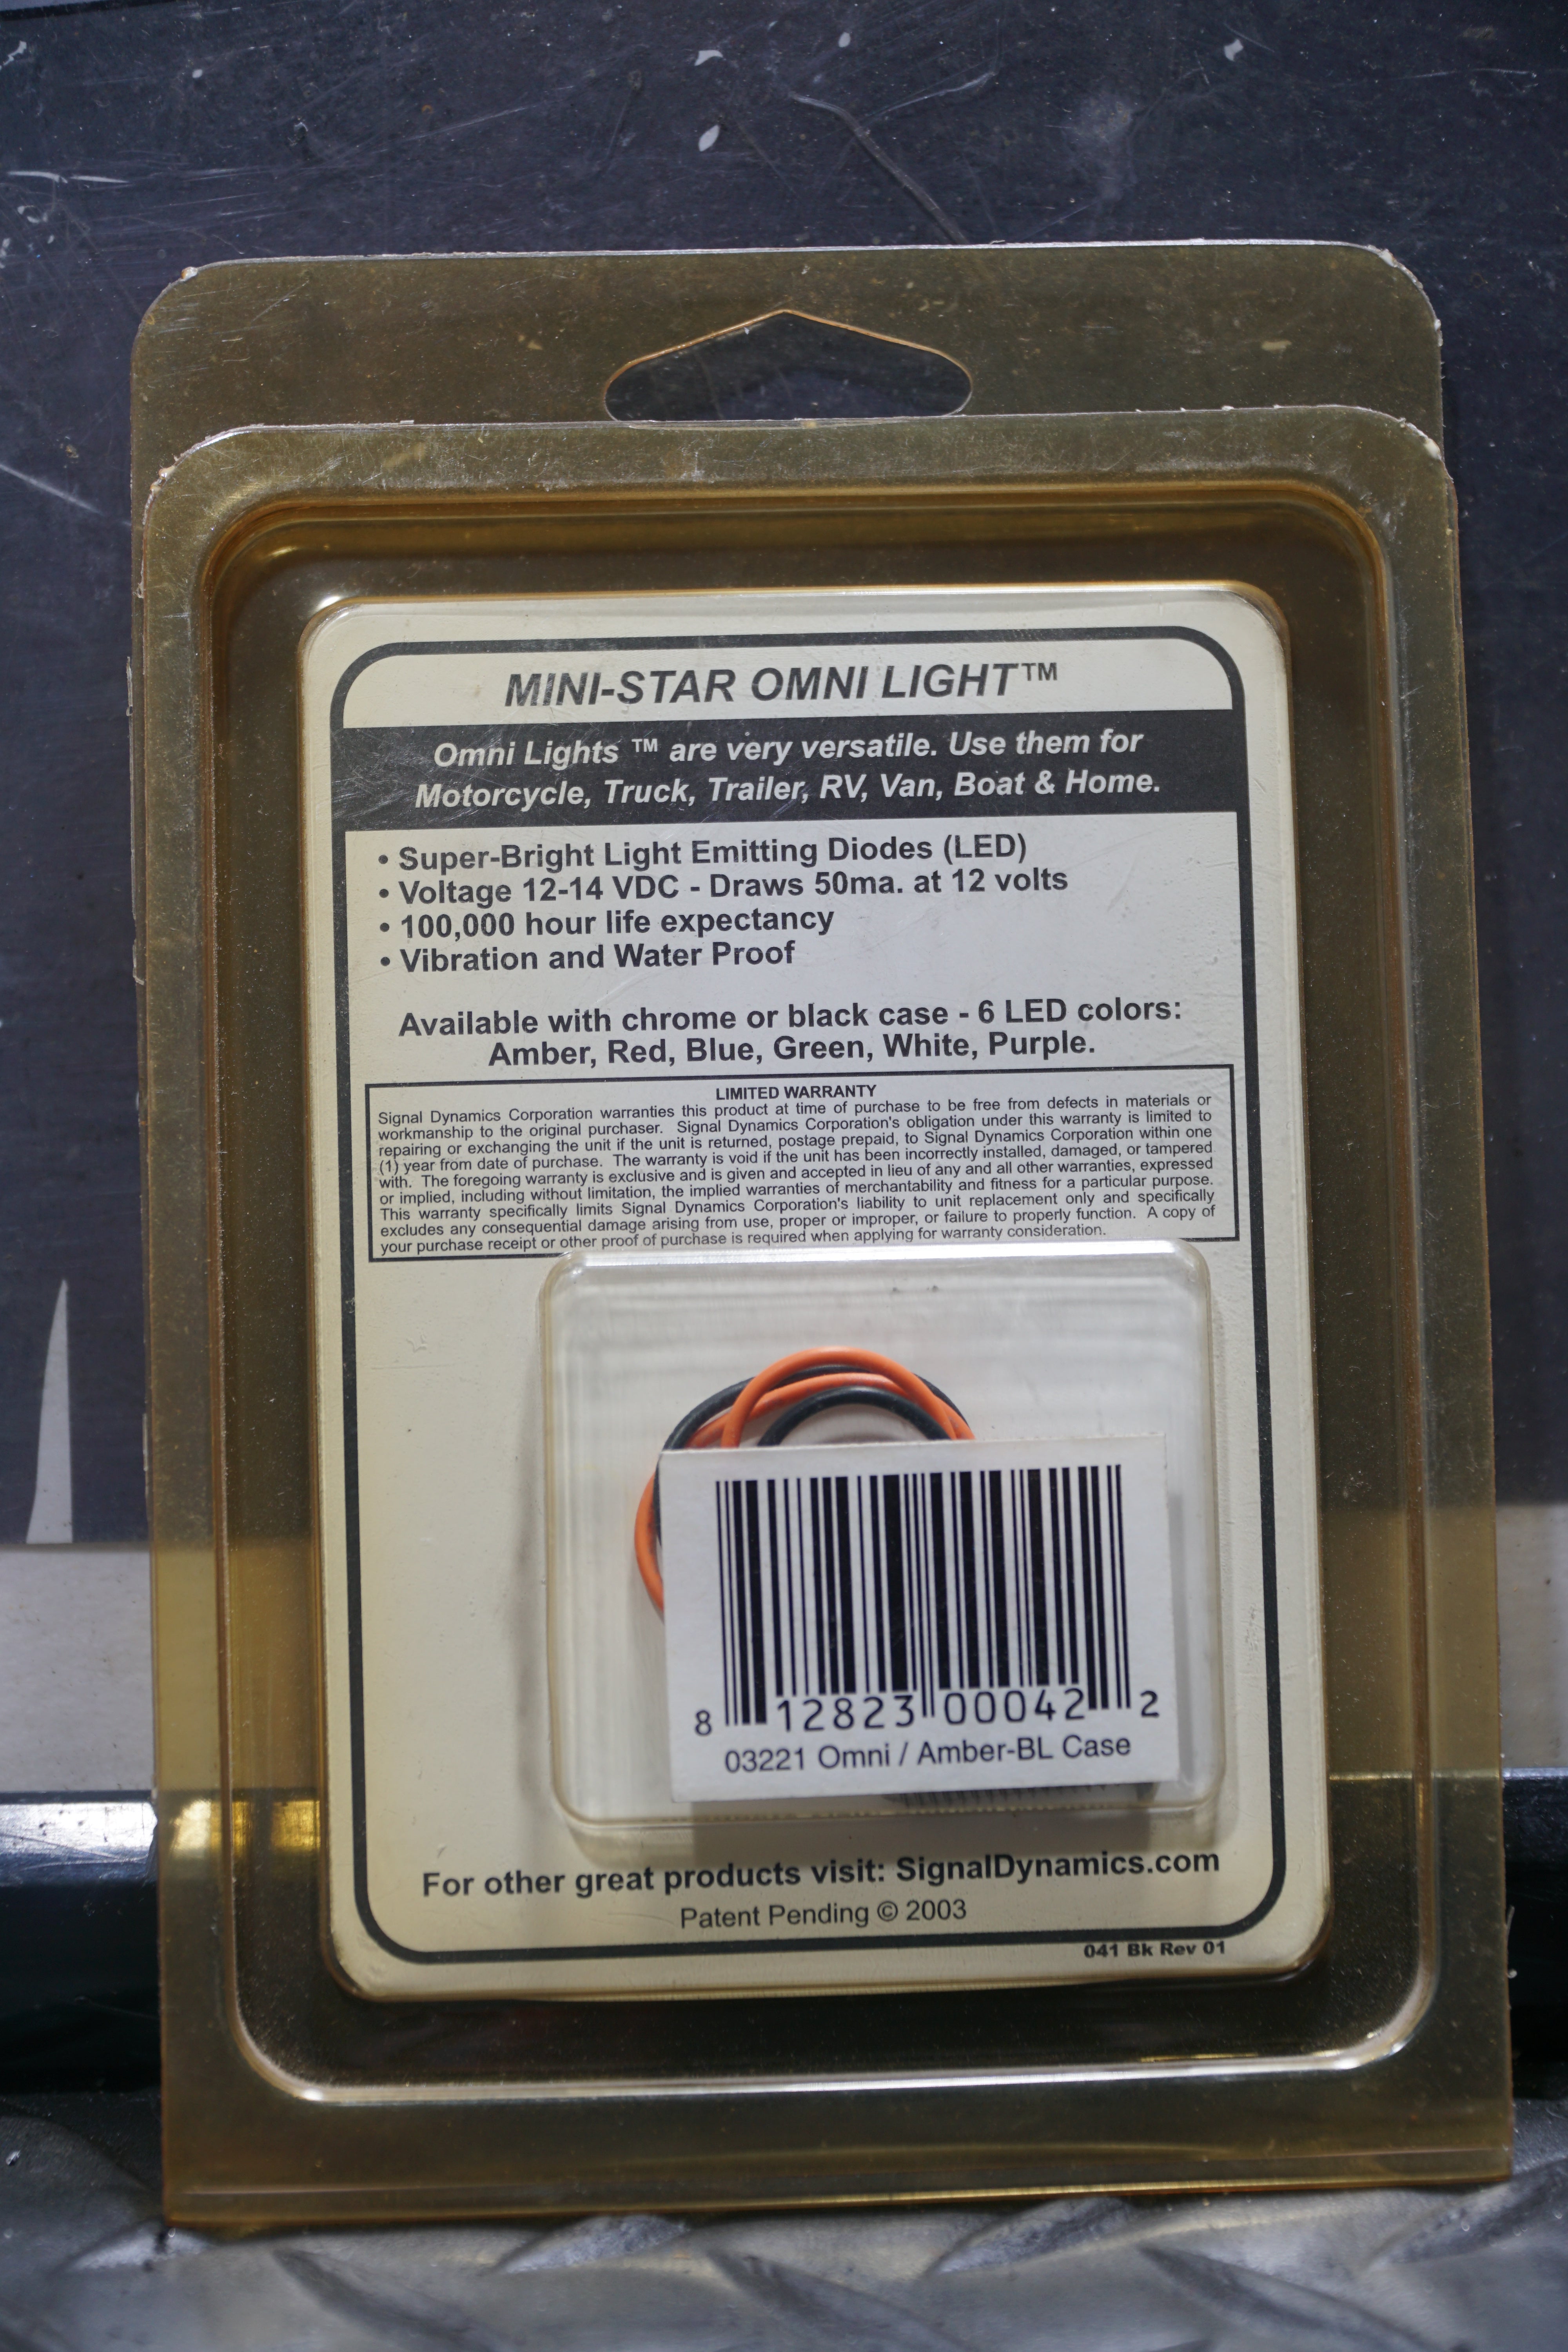 MINI-STAR OMNI LIGHT™
Omni Lights ™ are very versatile. Use them for
Motorcycle, Truck, Trailer, RV, Van, Boat & Home.
• Super-Bright Light Emitting Diodes (LED)
• Voltage 12-14 VDC - Draws 50ma. at 12 volts
• 100,000 hour life expectancy
• Vibration and Water Proof
Available with chrome or black case - 6 LED colors:
Amber, Red, Blue, Green, White, Purple.
LIMITED WARRANTY
Signal Dynamics Corporation warranties this product at time of purchase to be free from defects in materials or
workmanship to the original purchaser. Signal Dynamics Corporation's obligation under this warranty is limited to
repairing or exchanging the unit if the unit is returned, postage prepaid, to Signal Dynamics Corporation within one
(1) year from date of purchase. The warranty is void if the unit has been incorrectly installed, damaged, or tampered
with. The foregoing warranty is exclusive and is given and accepted in lieu of any and all other warranties, expressed
or implied, including without limitation, the implied warranties of merchantability and fitness for a particular purpose.
This warranty specifically limits Signal Dynamics Corporation's liability to unit replacement only and specifically
excludes any consequential damage arising from use, proper or improper, or failure to properly function. A copy of
your purchase receipt or other proof of purchase is required when applying for warranty consideration.
8 12823 00042 2
03221 Omni / Amber-BL Case
For other great products visit: SignalDynamics.com
Patent Pending © 2003
041 Bk Rev 01